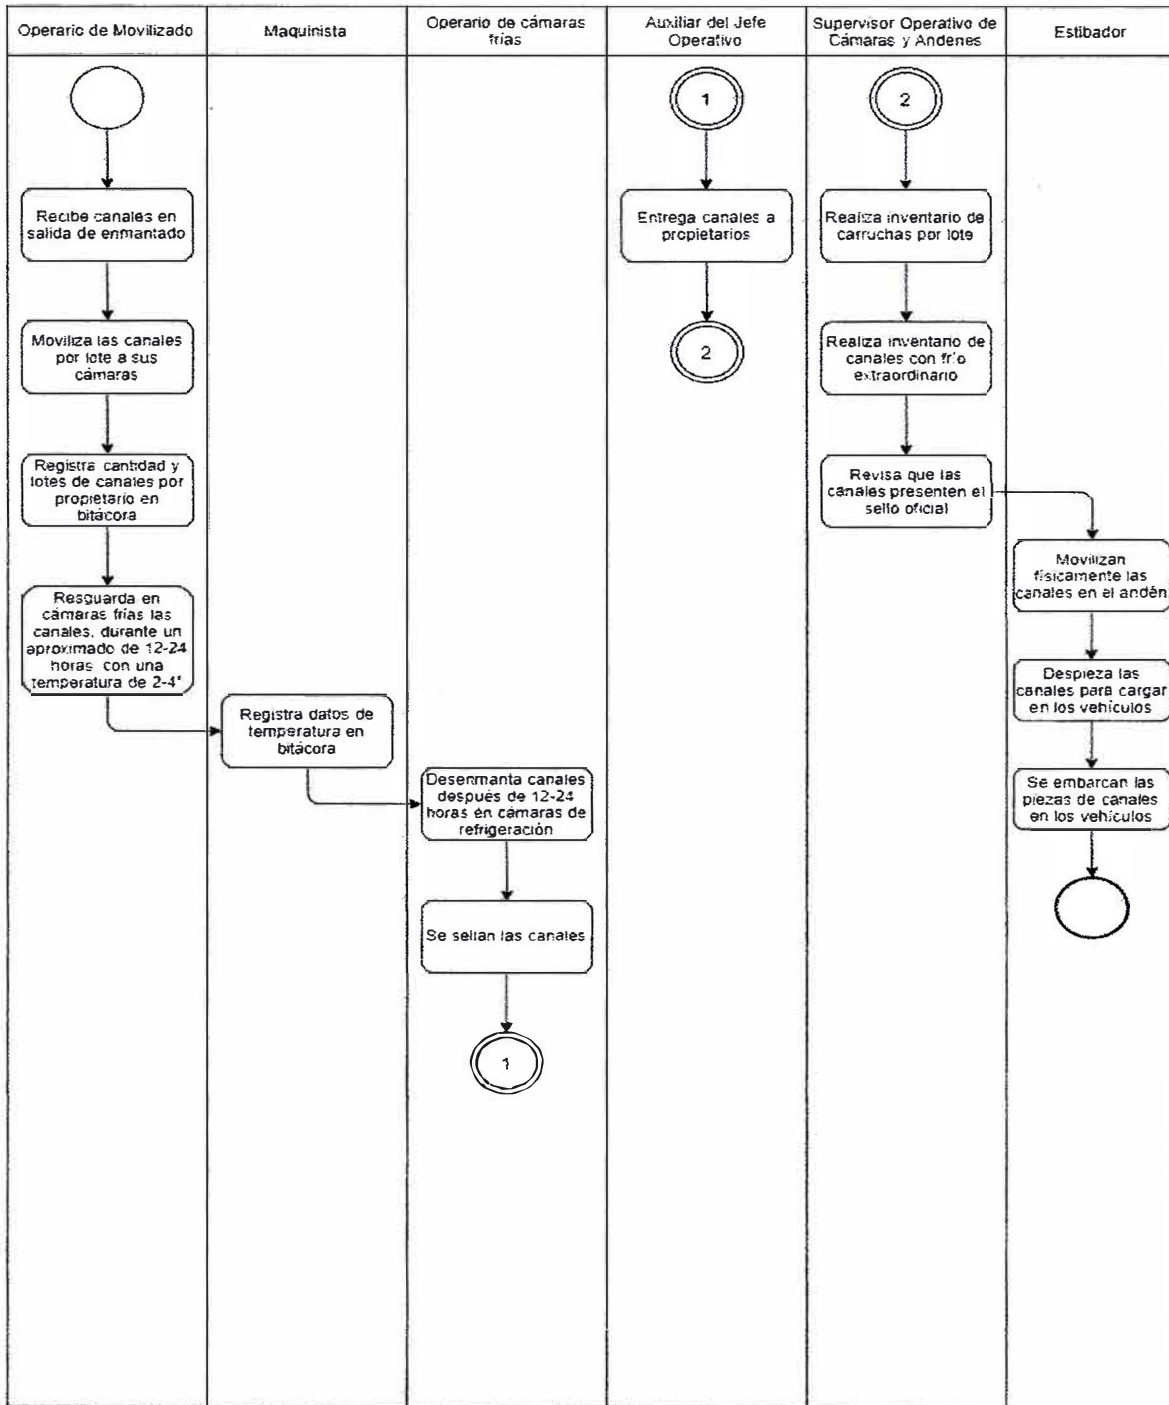 Operario de Movilizado
Maquinista
Operario de cámaras
frías
Auxiliar del Jefe
Operativo
Supervisor Operativo de
Cámaras y Andenes
Estibador
Recibe canales en
salida de enmantado
Moviliza las canales
por lote a sus
cámaras
Registra cantidad y
lotes de canales por
propietario en
bitácora
Resguarda en
cámaras frías las
canales, durante un
aproximado de 12-24
horas, con una
temperatura de 2-4°
Registra datos de
temperatura en
bitácora
Desenmanta canales
después de 12-24
horas en cámaras de
refrigeración
Se sellan las canales
1
1
Entrega canales a
propietarios
2
2
Realiza inventario de
carruchas por lote
Realiza inventario de
canales con frío
extraordinario
Revisa que las
canales presenten el
sello oficial
Movilizan
físicamente las
canales en el andén
Despieza las
canales para cargar
en los vehículos
Se embarcan las
piezas de canales
en los vehículos